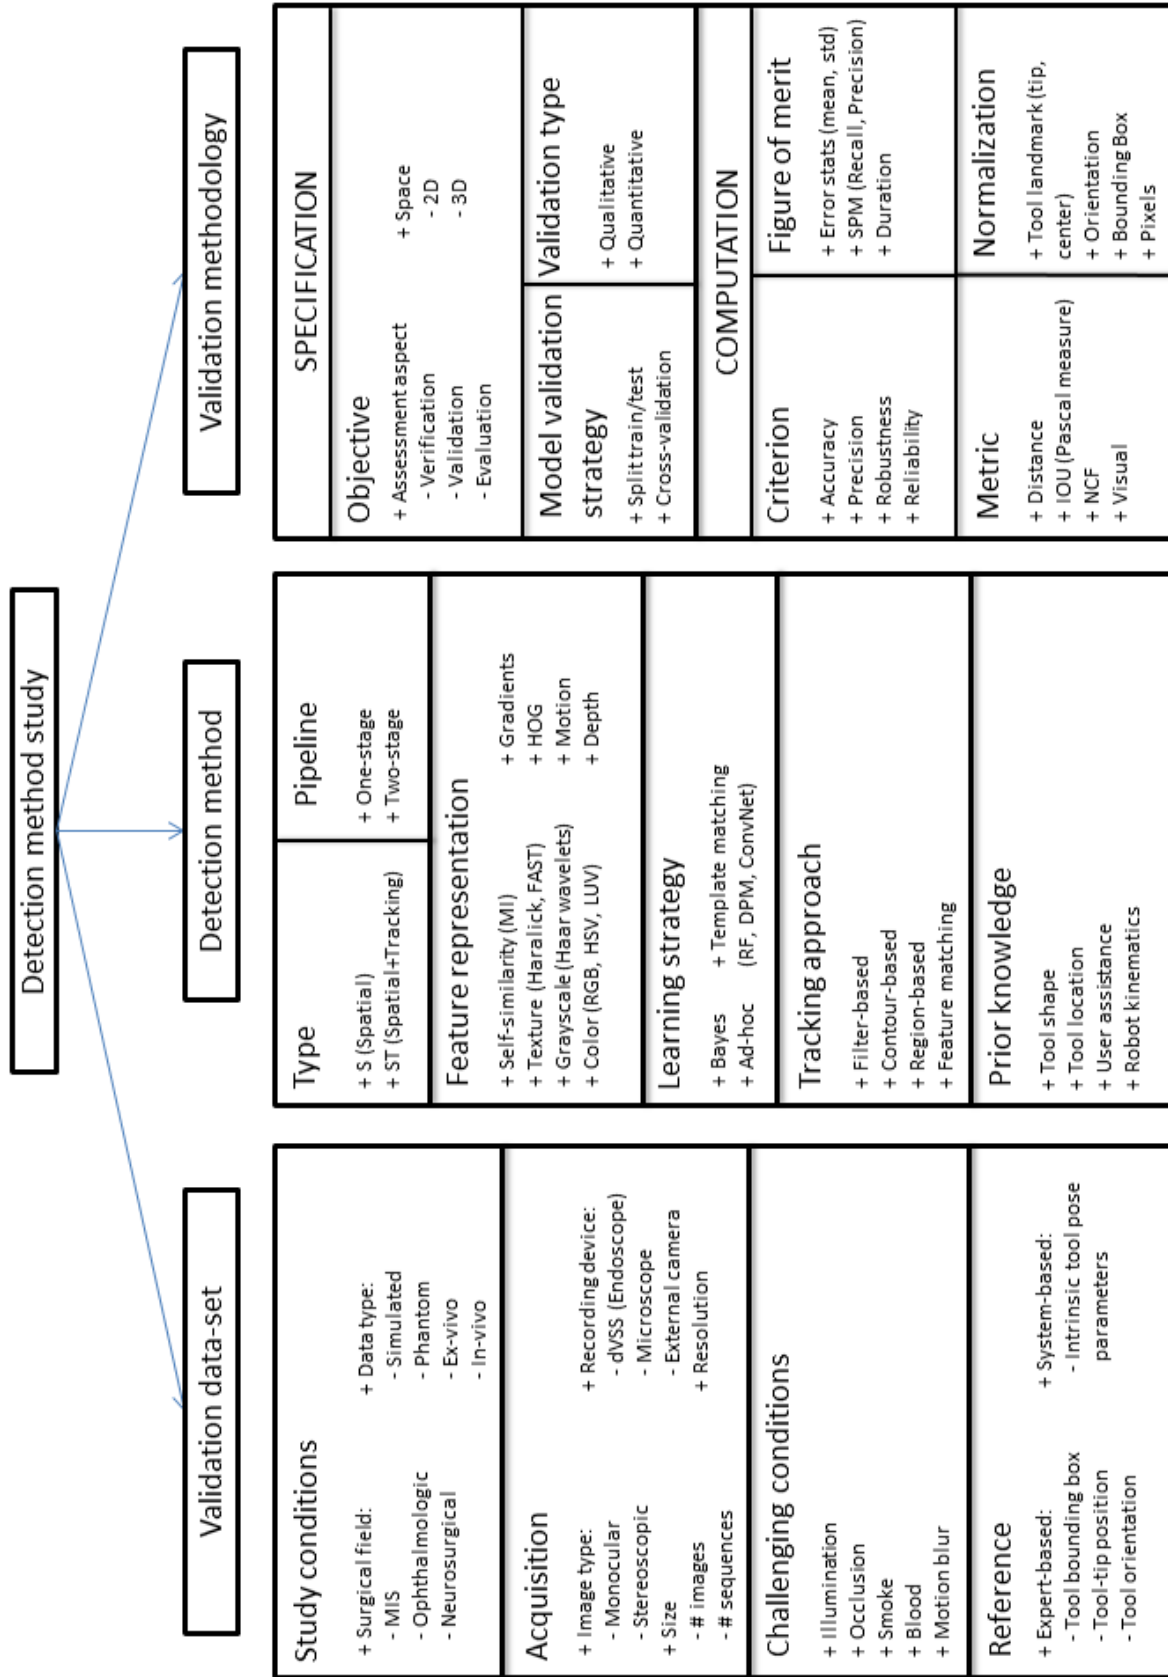 Detection method study
Validation data-set
Detection method
Validation methodology
Study conditions
+ Surgical field:
- MIS
- Ophthalmologic
- Neurosurgical
+ Data type:
- Simulated
- Phantom
- Ex-vivo
- In-vivo
Acquisition
+ Image type:
- Monocular
- Stereoscopic
+ Size
- # images
- # sequences
+ Recording device:
- dVSS (Endoscope)
- Microscope
- External camera
+ Resolution
Challenging conditions
+ Illumination
+ Occlusion
+ Smoke
+ Blood
+ Motion blur
Reference
+ Expert-based:
- Tool bounding box
- Tool-tip position
- Tool orientation
+ System-based:
- Intrinsic tool pose
parameters
Type
+ S (Spatial)
+ ST (Spatial+Tracking)
Pipeline
+ One-stage
+ Two-stage
Feature representation
+ Self-similarity (MI)
+ Texture (Haralick, FAST)
+ Grayscale (Haar wavelets)
+ Color (RGB, HSV, LUV)
+ Gradients
+ HOG
+ Motion
+ Depth
Learning strategy
+ Bayes
+ Ad-hoc
+ Template matching
(RF, DPM, ConvNet)
Tracking approach
+ Filter-based
+ Contour-based
+ Region-based
+ Feature matching
Prior knowledge
+ Tool shape
+ Tool location
+ User assistance
+ Robot kinematics
SPECIFICATION
Objective
+ Assessment aspect
- Verification
- Validation
- Evaluation
+ Space
- 2D
- 3D
Model validation
strategy
+ Split train/test
+ Cross-validation
Validation type
+ Qualitative
+ Quantitative
COMPUTATION
Criterion
+ Accuracy
+ Precision
+ Robustness
+ Reliability
Figure of merit
+ Error stats (mean, std)
+ SPM (Recall, Precision)
+ Duration
Metric
+ Distance
+ IOU (Pascal measure)
+ NCF
+ Visual
Normalization
+ Tool landmark (tip,
center)
+ Orientation
+ Bounding Box
+ Pixels